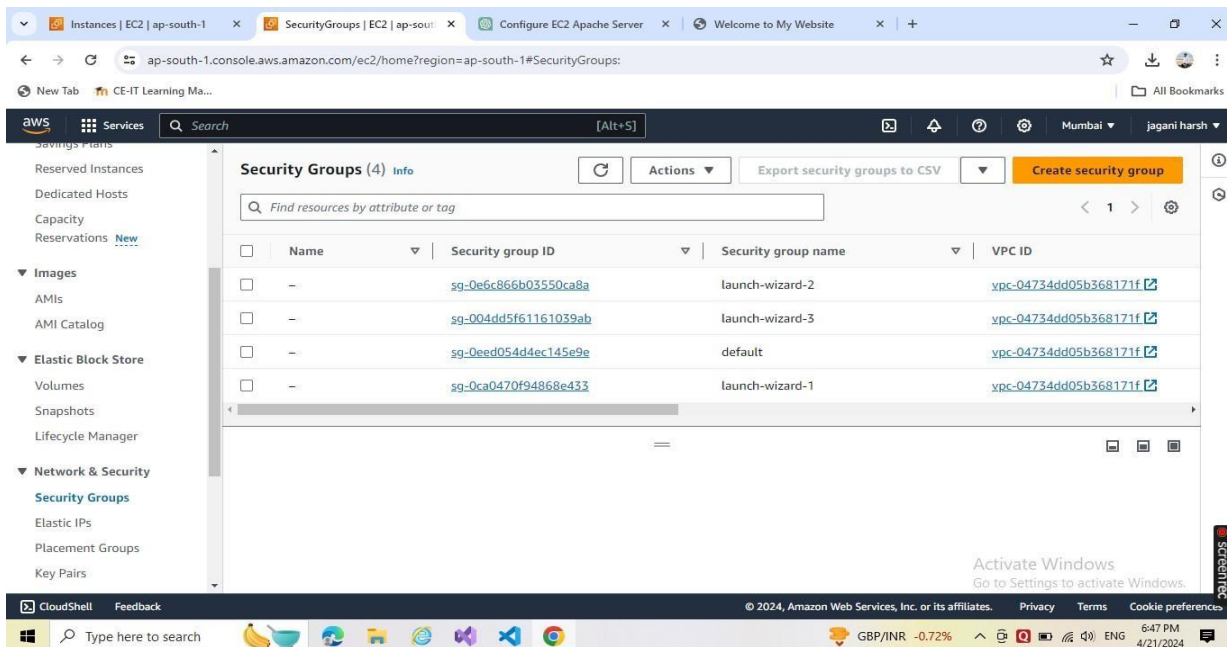 Instances | EC2 | ap-south-1
SecurityGroups | EC2 | ap-sout
Configure EC2 Apache Server
Welcome to My Website
ap-south-1.console.aws.amazon.com/ec2/home?region=ap-south-1#SecurityGroups:
New Tab CE-IT Learning Ma... All Bookmarks
aws Services Search [Alt+S] Mumbai jagani harsh
Savings Plans
Reserved Instances
Dedicated Hosts
Capacity
Reservations New
Images
AMIs
AMI Catalog
Elastic Block Store
Volumes
Snapshots
Lifecycle Manager
Network & Security
Security Groups
Elastic IPs
Placement Groups
Key Pairs
Security Groups (4) Info Actions Export security groups to CSV Create security group
Find resources by attribute or tag 1
Name Security group ID Security group name VPC ID
– sg-0e6c866b03550ca8a launch-wizard-2 vpc-04734dd05b368171f
– sg-004dd5f61161039ab launch-wizard-3 vpc-04734dd05b368171f
– sg-0eed054d4ec145e9e default vpc-04734dd05b368171f
– sg-0ca0470f94868e433 launch-wizard-1 vpc-04734dd05b368171f
Activate Windows
Go to Settings to activate Windows.
screenrec
CloudShell Feedback © 2024, Amazon Web Services, Inc. or its affiliates. Privacy Terms Cookie preferences
Type here to search GBP/INR -0.72% ENG 6:47 PM
4/21/2024